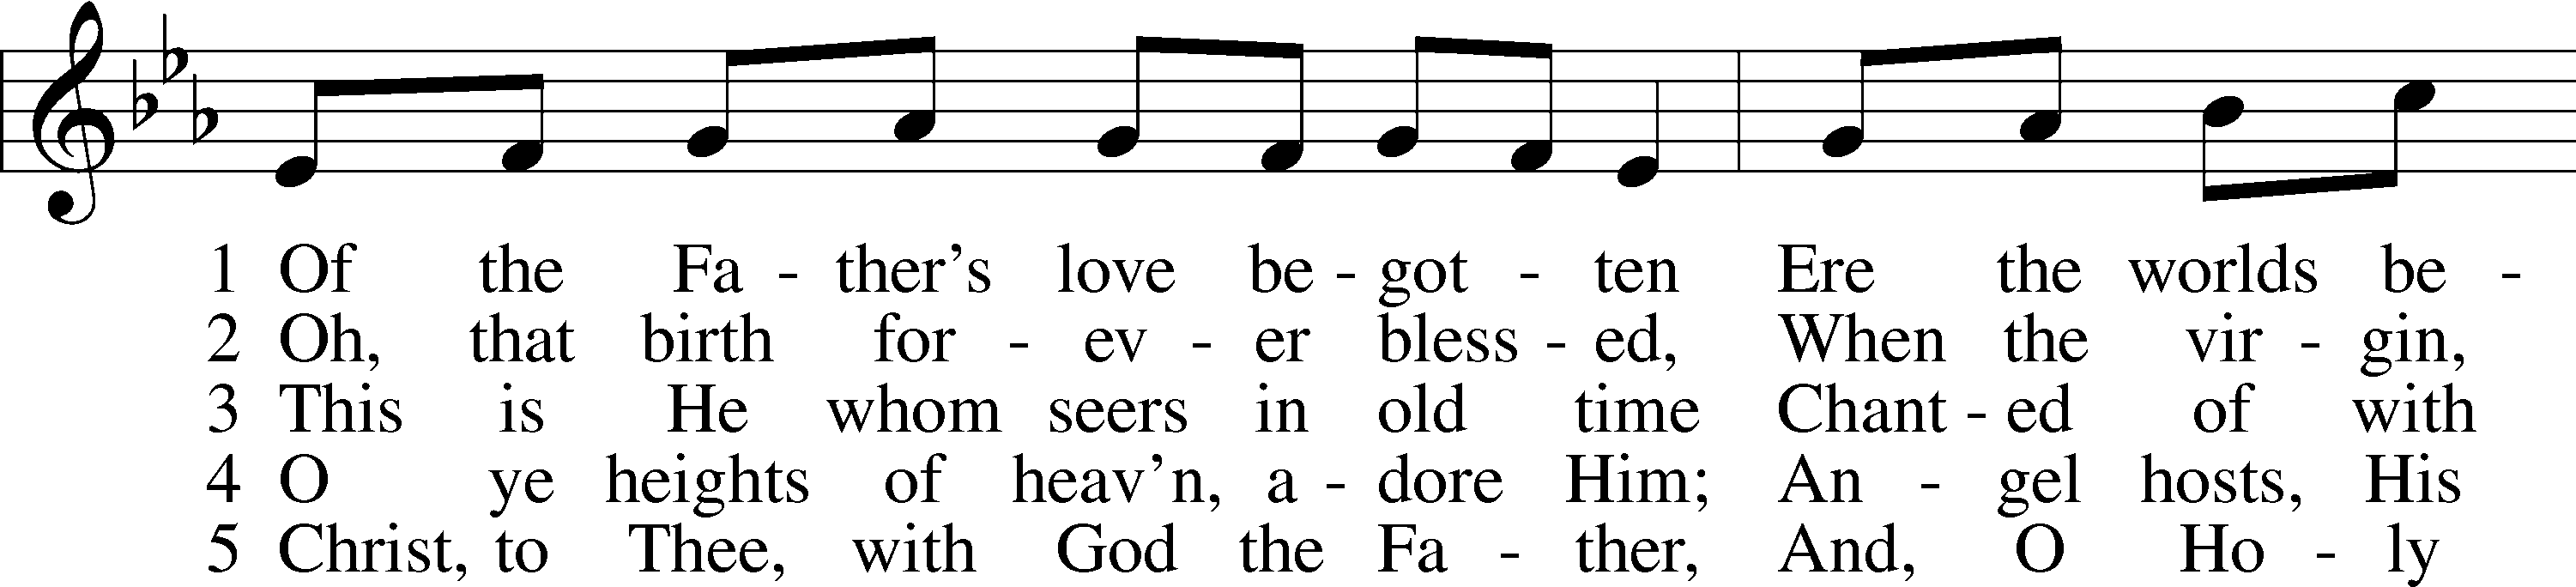 1 Of the Fa - ther's love be - got - ten Ere the worlds be -
2 Oh, that birth for - ev - er bless - ed, When the vir - gin,
3 This is He whom seers in old time Chant - ed of with
4 O ye heights of heav'n, a - dore Him; An - gel hosts, His
5 Christ, to Thee, with God the Fa - ther, And, O Ho - ly